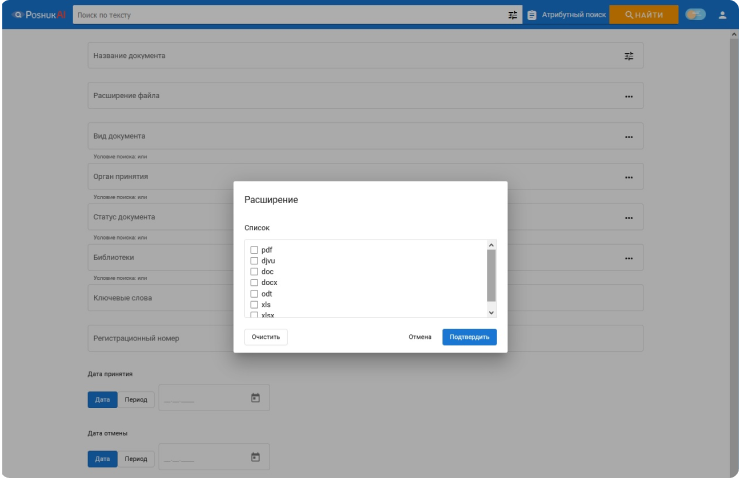 PoshukAI Поиск по тексту Атрибутный поиск НАЙТИ
Название документа
Расширение файла
Вид документа
Условие поиска: или
Орган принятия
Условие поиска: или
Статус документа
Условие поиска: или
Библиотеки
Условие поиска: или
Ключевые слова
Регистрационный номер
Дата принятия
Дата Период __.__.____
Дата отмены
Дата Период __.__.____
Расширение
Список
pdf
djvu
doc
docx
odt
xls
xlsx
Очистить Отмена Подтвердить